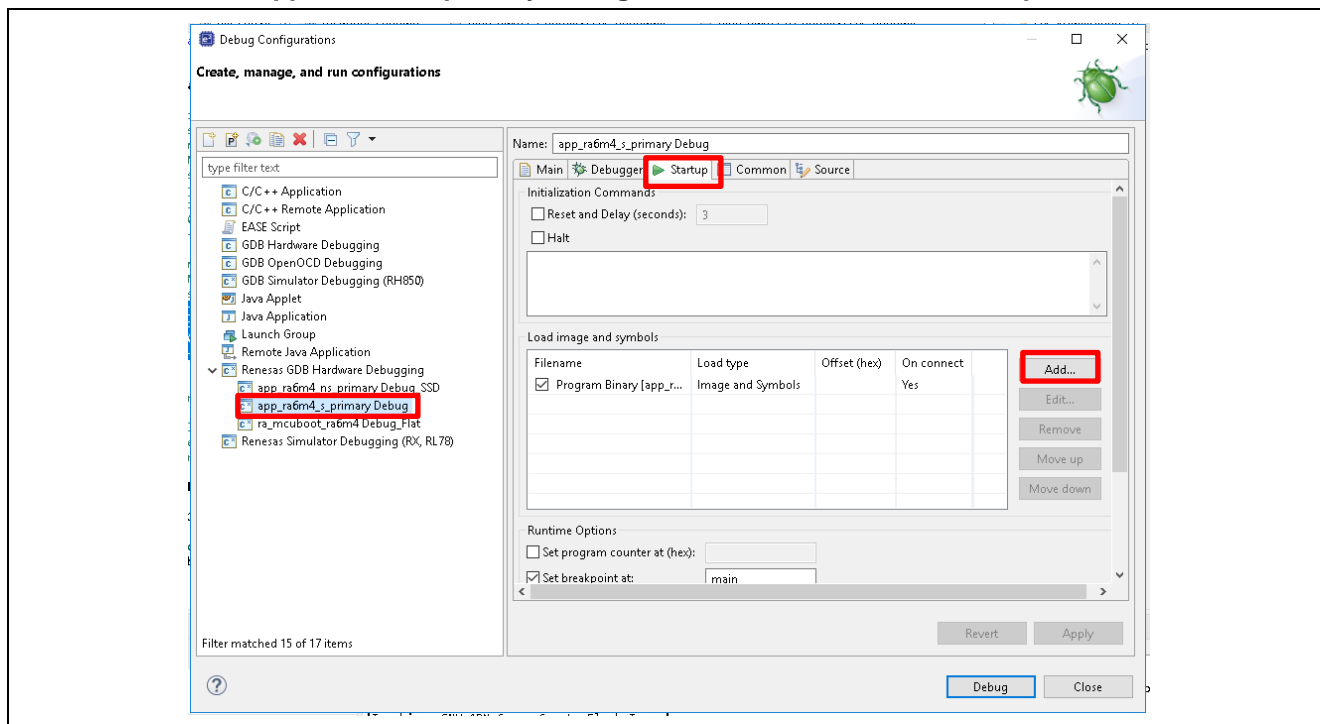 Debug Configurations
Create, manage, and run configurations
Name: app_ra6m4_s_primary Debug
type filter text
Main Debugger Startup Common Source
C/C++ Application
C/C++ Remote Application
EASE Script
GDB Hardware Debugging
GDB OpenOCD Debugging
GDB Simulator Debugging (RH850)
Java Applet
Java Application
Launch Group
Remote Java Application
Renesas GDB Hardware Debugging
app_ra6m4_ns_primary Debug_SSD
app_ra6m4_s_primary Debug
ra_mcuboot_ra6m4 Debug_Flat
Renesas Simulator Debugging (RX, RL78)
Filter matched 15 of 17 items
Initialization Commands
Reset and Delay (seconds): 3
Halt
Load image and symbols
Filename Load type Offset (hex) On connect
Program Binary [app_r... Image and Symbols Yes
Add...
Edit...
Remove
Move up
Move down
Runtime Options
Set program counter at (hex):
Set breakpoint at: main
Revert Apply
Debug Close